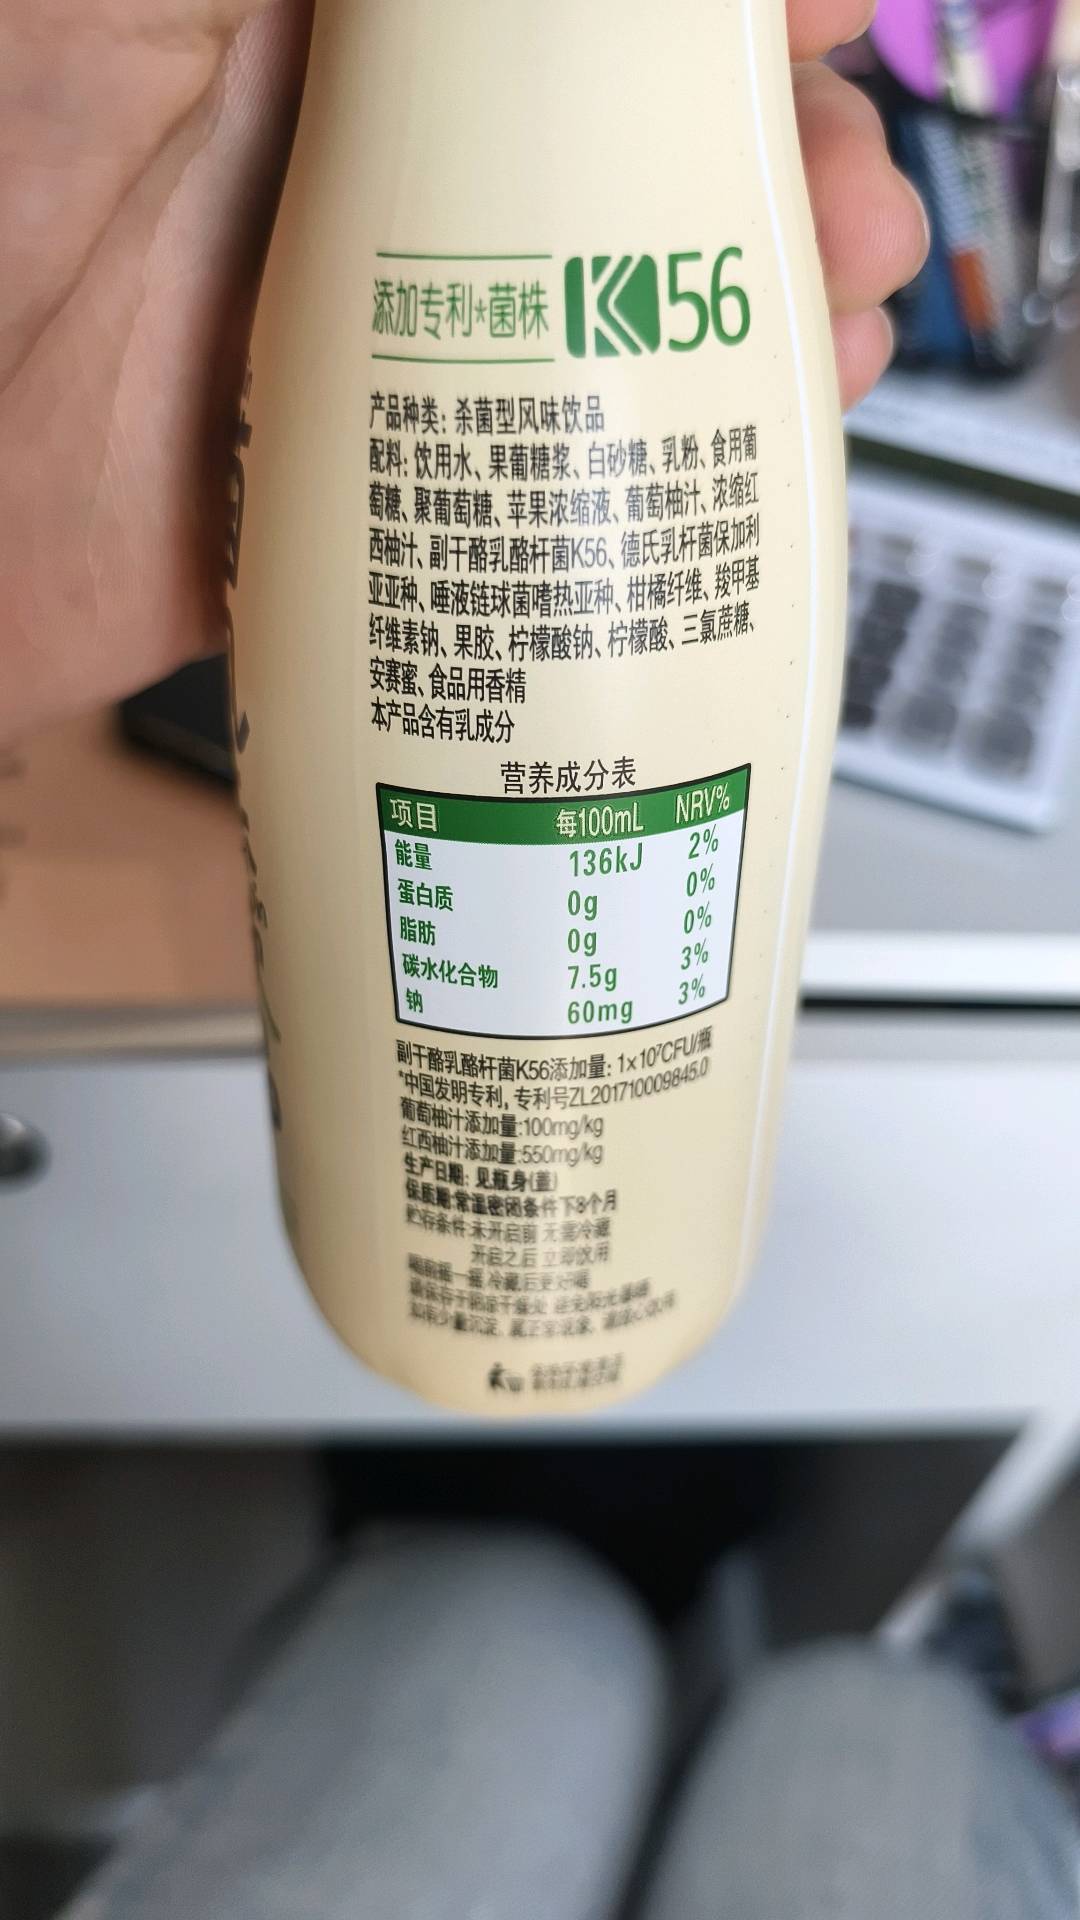 添加专利*菌株 K56
产品种类: 杀菌型风味饮品
配料: 饮用水、果葡糖浆、白砂糖、乳粉、食用葡
萄糖、聚葡萄糖、苹果浓缩液、葡萄柚汁、浓缩红
西柚汁、副干酪乳酪杆菌K56、德氏乳杆菌保加利
亚亚种、唾液链球菌嗜热亚种、柑橘纤维、羧甲基
纤维素钠、果胶、柠檬酸钠、柠檬酸、三氯蔗糖、
安赛蜜、食品用香精
本产品含有乳成分
营养成分表
项目 每100mL NRV%
能量 136kJ 2%
蛋白质 0g 0%
脂肪 0g 0%
碳水化合物 7.5g 3%
钠 60mg 3%
副干酪乳酪杆菌K56添加量: 1×10⁷CFU/瓶
*中国发明专利, 专利号ZL201710009845.0
葡萄柚汁添加量:100mg/kg
红西柚汁添加量:550mg/kg
生产日期: 见瓶身(盖)
保质期:常温密闭条件下8个月
贮存条件:未开启前 无需冷藏
开启之后 立即饮用
喝前摇一摇 冷藏后更好喝